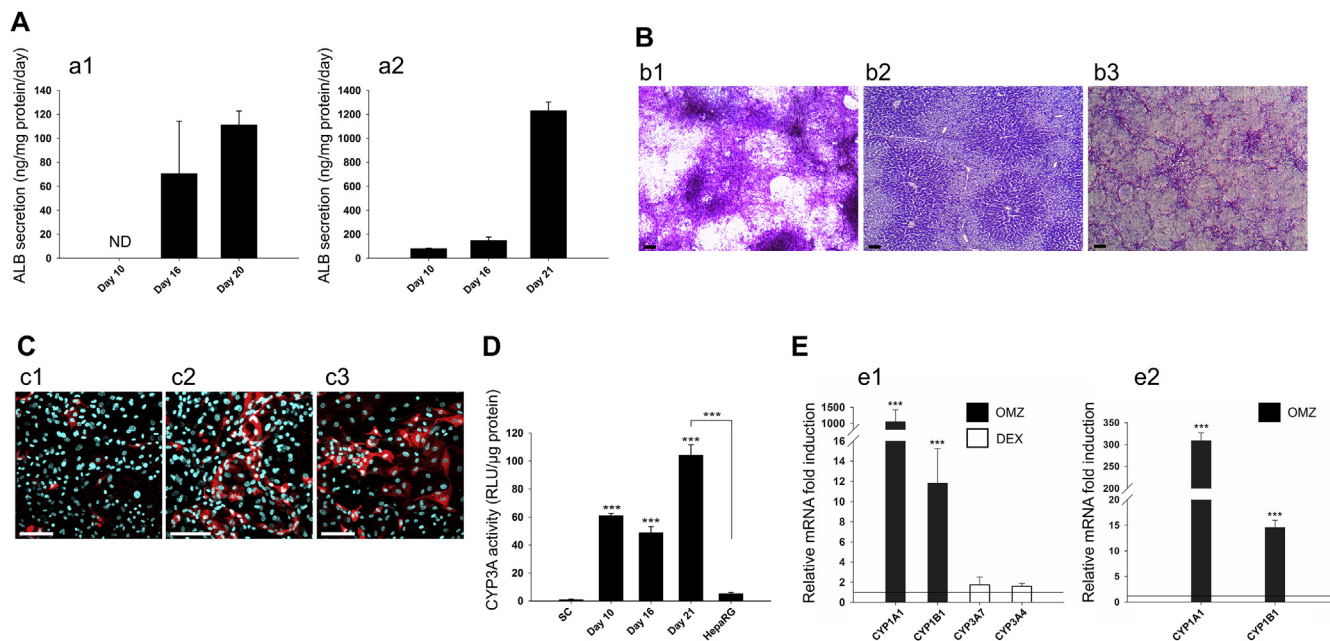 A
a1
ALB secretion (ng/mg protein/day)
140
120
100
80
60
40
20
0
ND
Day 10
Day 16
Day 20
a2
ALB secretion (ng/mg protein/day)
1400
1200
1000
800
600
400
200
0
Day 10
Day 16
Day 21
B
b1
b2
b3
C
c1
c2
c3
D
CYP3A activity (RLU/µg protein)
120
100
80
60
40
20
0
***
***
***
***
SC
Day 10
Day 16
Day 21
HepaRG
E
e1
Relative mRNA fold induction
1500
1000
16
14
12
10
8
6
4
2
0
***
***
OMZ
DEX
CYP1A1
CYP1B1
CYP3A7
CYP3A4
e2
Relative mRNA fold induction
350
300
250
200
20
15
10
5
0
***
***
OMZ
CYP1A1
CYP1B1